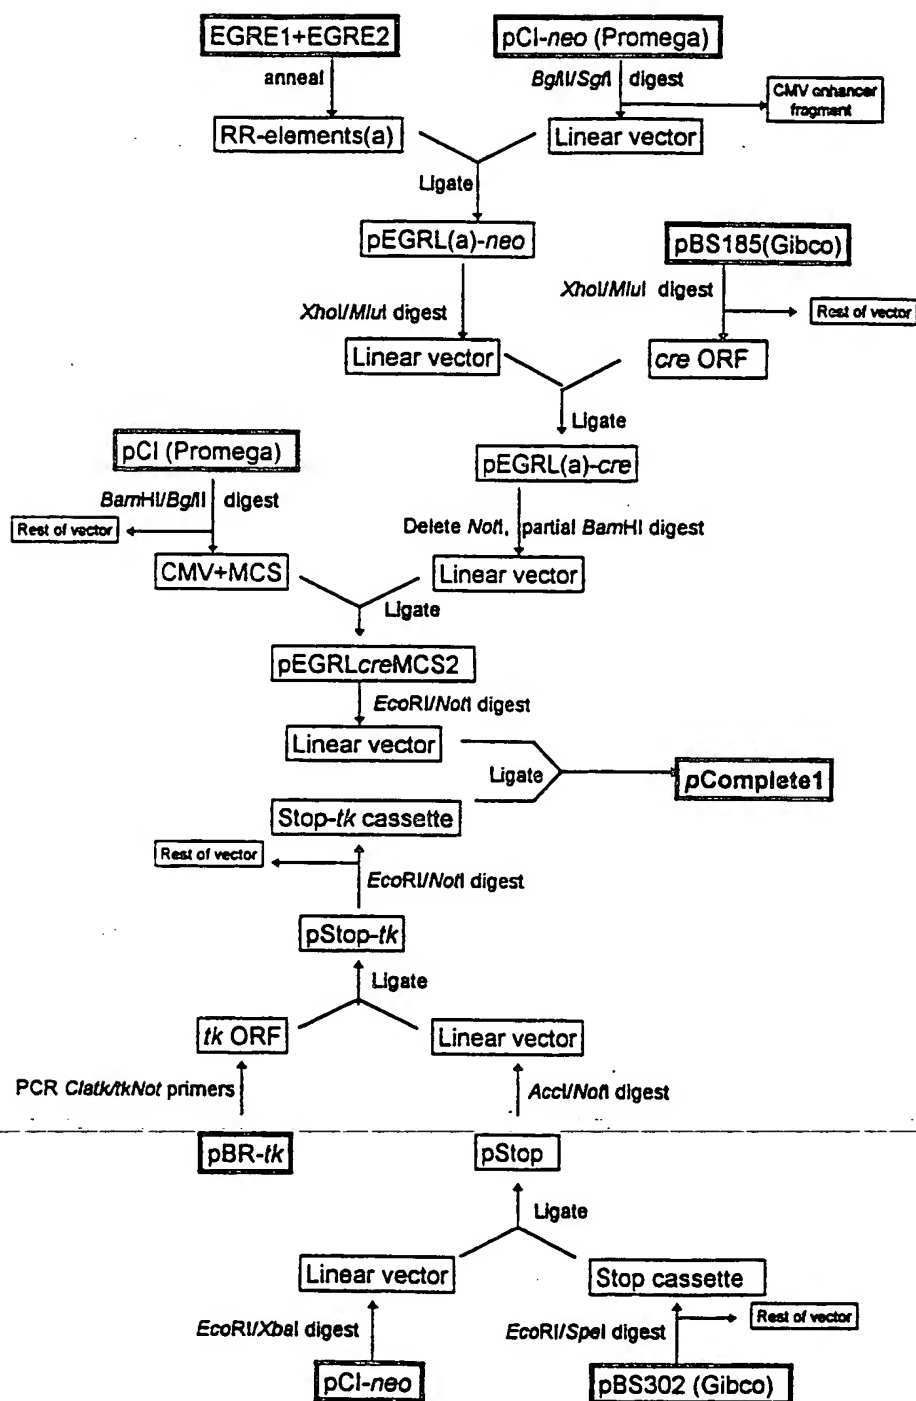 EGRE1+EGRE2
pCI-neo (Promega)
anneal
BglII/SgfI digest
CMV enhancer
fragment
RR-elements(a)
Linear vector
Ligate
pEGRL(a)-neo
pBS185(Gibco)
XhoI/MluI digest
XhoI/MluI digest
Rest of vector
Linear vector
cre ORF
Ligate
pCI (Promega)
pEGRL(a)-cre
BamHI/BglII digest
Rest of vector
Delete NotI, partial BamHI digest
CMV+MCS
Linear vector
Ligate
pEGRLcreMCS2
EcoRI/NotI digest
Linear vector
Ligate
pComplete1
Stop-tk cassette
Rest of vector
EcoRI/NotI digest
pStop-tk
Ligate
tk ORF
Linear vector
PCR Clatk/tkNot primers
AccI/NotI digest
pBR-tk
pStop
Ligate
Linear vector
Stop cassette
EcoRI/XbaI digest
EcoRI/SpeI digest
Rest of vector
pCI-neo
pBS302 (Gibco)